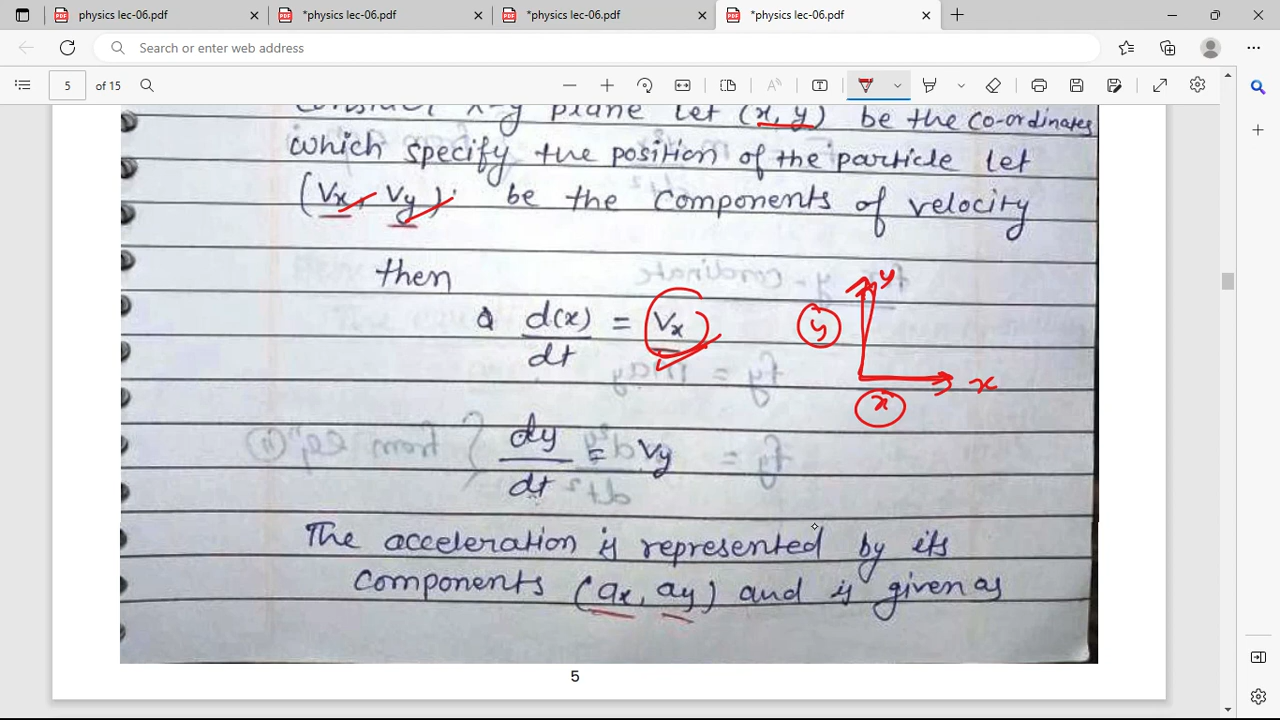 physics lec-06.pdf
*physics lec-06.pdf
*physics lec-06.pdf
*physics lec-06.pdf
Search or enter web address
5 of 15
x-y plane let (x, y) be the co-ordinates
which specify the position of the particle let
(Vx, Vy) be the components of velocity
then
d(x)/dt = Vx
y
y
x
x
dy/dt = Vy
The acceleration is represented by its
components (ax, ay) and is given as
5